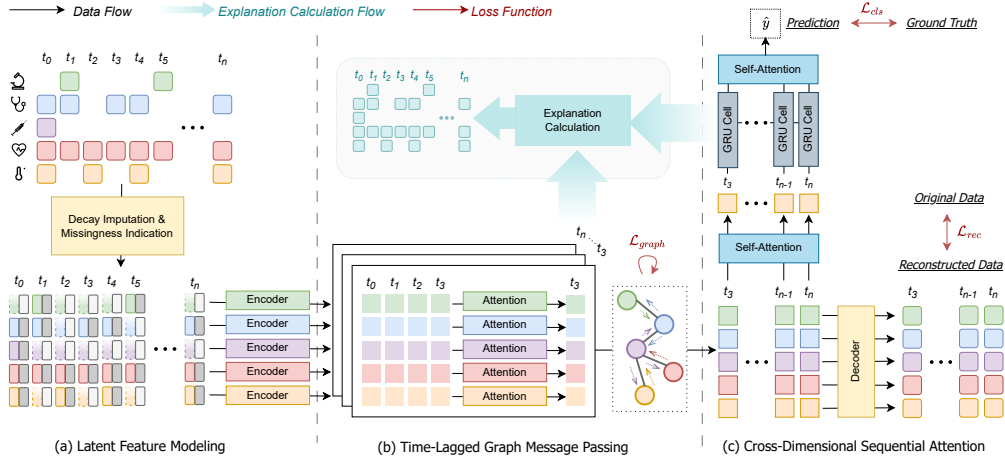 Data Flow
Explanation Calculation Flow
Loss Function
t0 t1 t2 t3 t4 t5 tn
Decay Imputation &
Missingness Indication
t0 t1 t2 t3 t4 t5 tn
Encoder
Encoder
Encoder
Encoder
Encoder
(a) Latent Feature Modeling
t0 t1 t2 t3 t4 t5 tn
Explanation
Calculation
tn
t3
t0 t1 t2 t3 t3
Attention
Attention
Attention
Attention
Attention
ℒgraph
(b) Time-Lagged Graph Message Passing
ŷ Prediction ℒcls Ground Truth
Self-Attention
GRU Cell GRU Cell GRU Cell
t3 tn-1 tn
Self-Attention
Original Data
ℒrec
Reconstructed Data
t3 tn-1 tn t3 tn-1 tn
Decoder
(c) Cross-Dimensional Sequential Attention